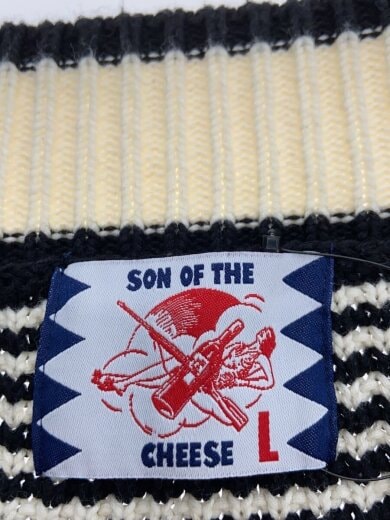 SON OF THE
CHEESE L